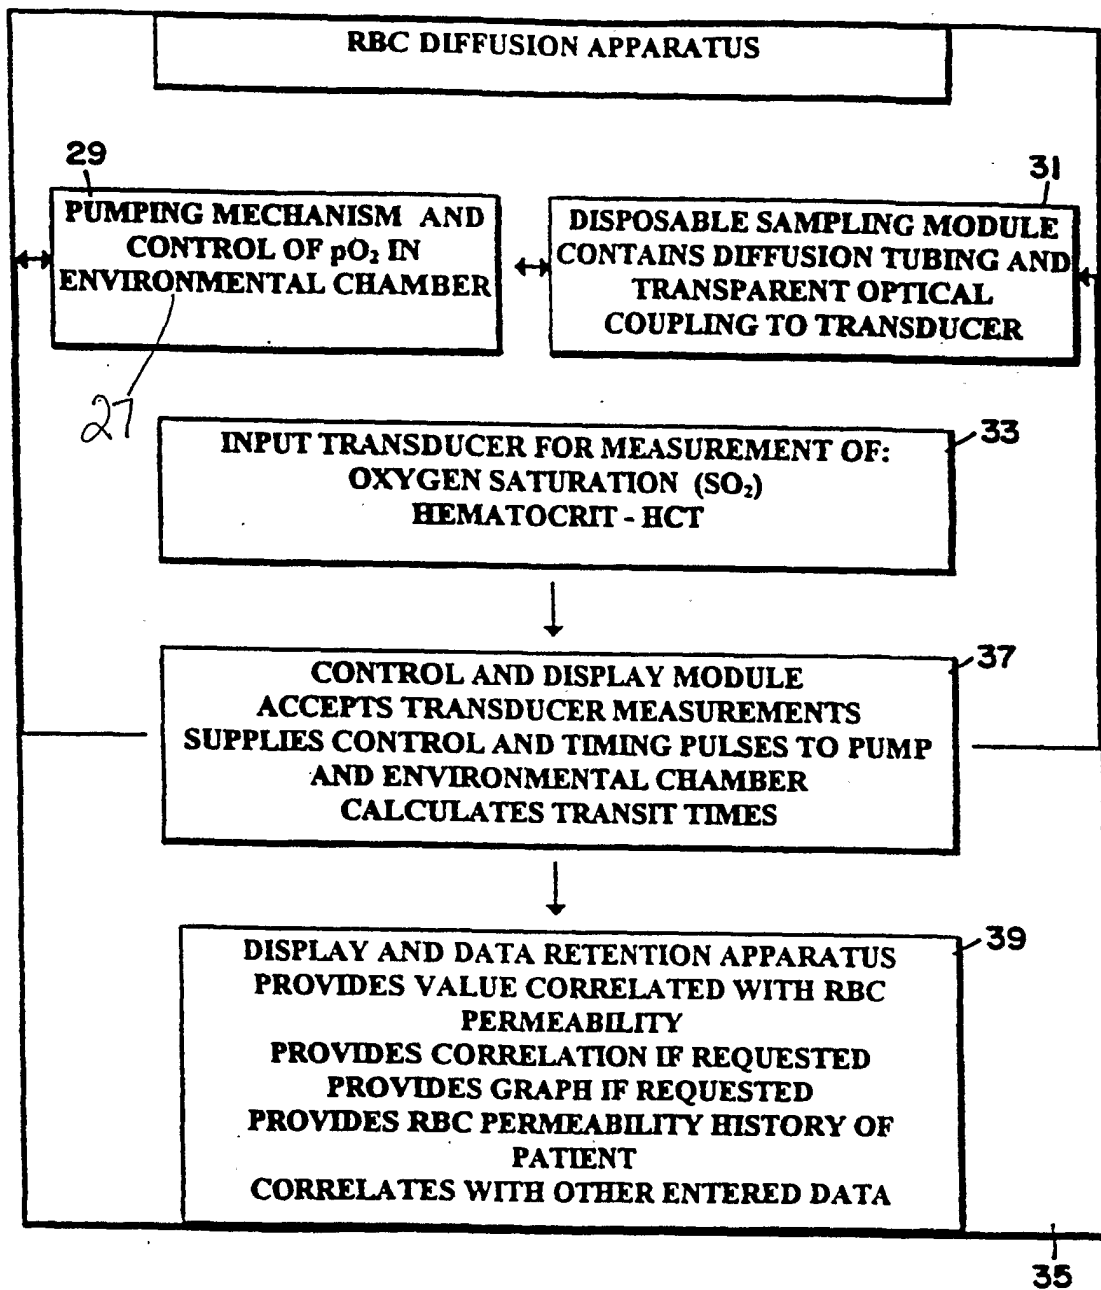 RBC DIFFUSION APPARATUS
29
PUMPING MECHANISM AND
CONTROL OF pO₂ IN
ENVIRONMENTAL CHAMBER
27
31
DISPOSABLE SAMPLING MODULE
CONTAINS DIFFUSION TUBING AND
TRANSPARENT OPTICAL
COUPLING TO TRANSDUCER
33
INPUT TRANSDUCER FOR MEASUREMENT OF:
OXYGEN SATURATION (SO₂)
HEMATOCRIT - HCT
37
CONTROL AND DISPLAY MODULE
ACCEPTS TRANSDUCER MEASUREMENTS
SUPPLIES CONTROL AND TIMING PULSES TO PUMP
AND ENVIRONMENTAL CHAMBER
CALCULATES TRANSIT TIMES
39
DISPLAY AND DATA RETENTION APPARATUS
PROVIDES VALUE CORRELATED WITH RBC
PERMEABILITY
PROVIDES CORRELATION IF REQUESTED
PROVIDES GRAPH IF REQUESTED
PROVIDES RBC PERMEABILITY HISTORY OF
PATIENT
CORRELATES WITH OTHER ENTERED DATA
35